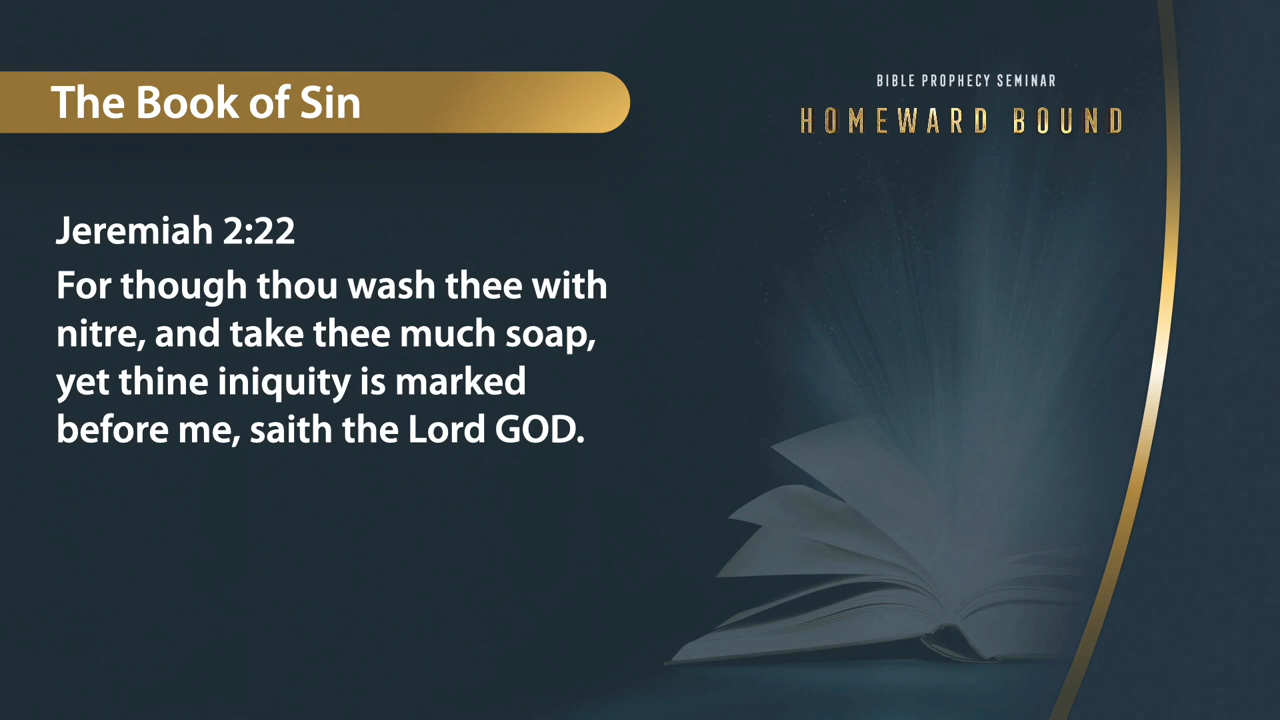 The Book of Sin
BIBLE PROPHECY SEMINAR
HOMEWARD BOUND
Jeremiah 2:22
For though thou wash thee with
nitre, and take thee much soap,
yet thine iniquity is marked
before me, saith the Lord GOD.